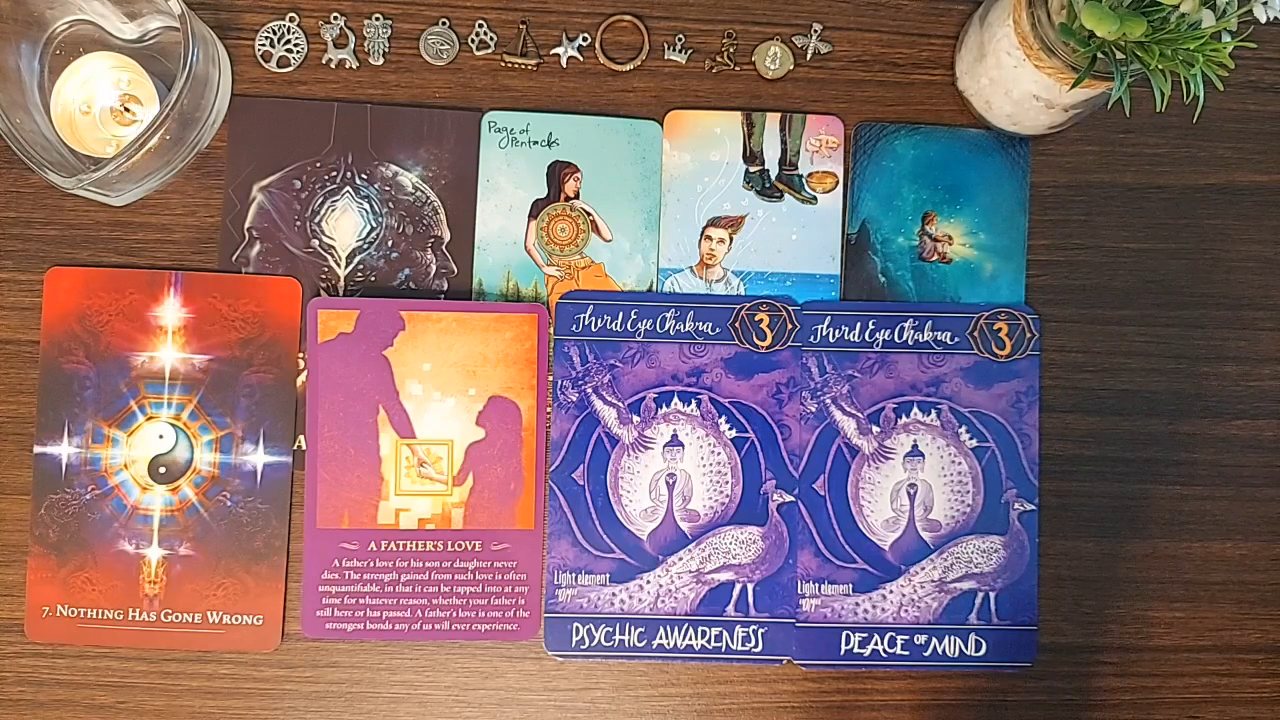 Page of
Pentacles
7. NOTHING HAS GONE WRONG
A FATHER'S LOVE
A father's love for his son or daughter never
dies. The strength gained from such love is often
unquantifiable, in that it can be tapped into at any
time for whatever reason, whether your father is
still here or has passed. A father's love is one of the
strongest bonds any of us will ever experience.
Third Eye Chakra
3
Light element
"OM"
PSYCHIC AWARENESS
Third Eye Chakra
3
Light element
"OM"
PEACE OF MIND